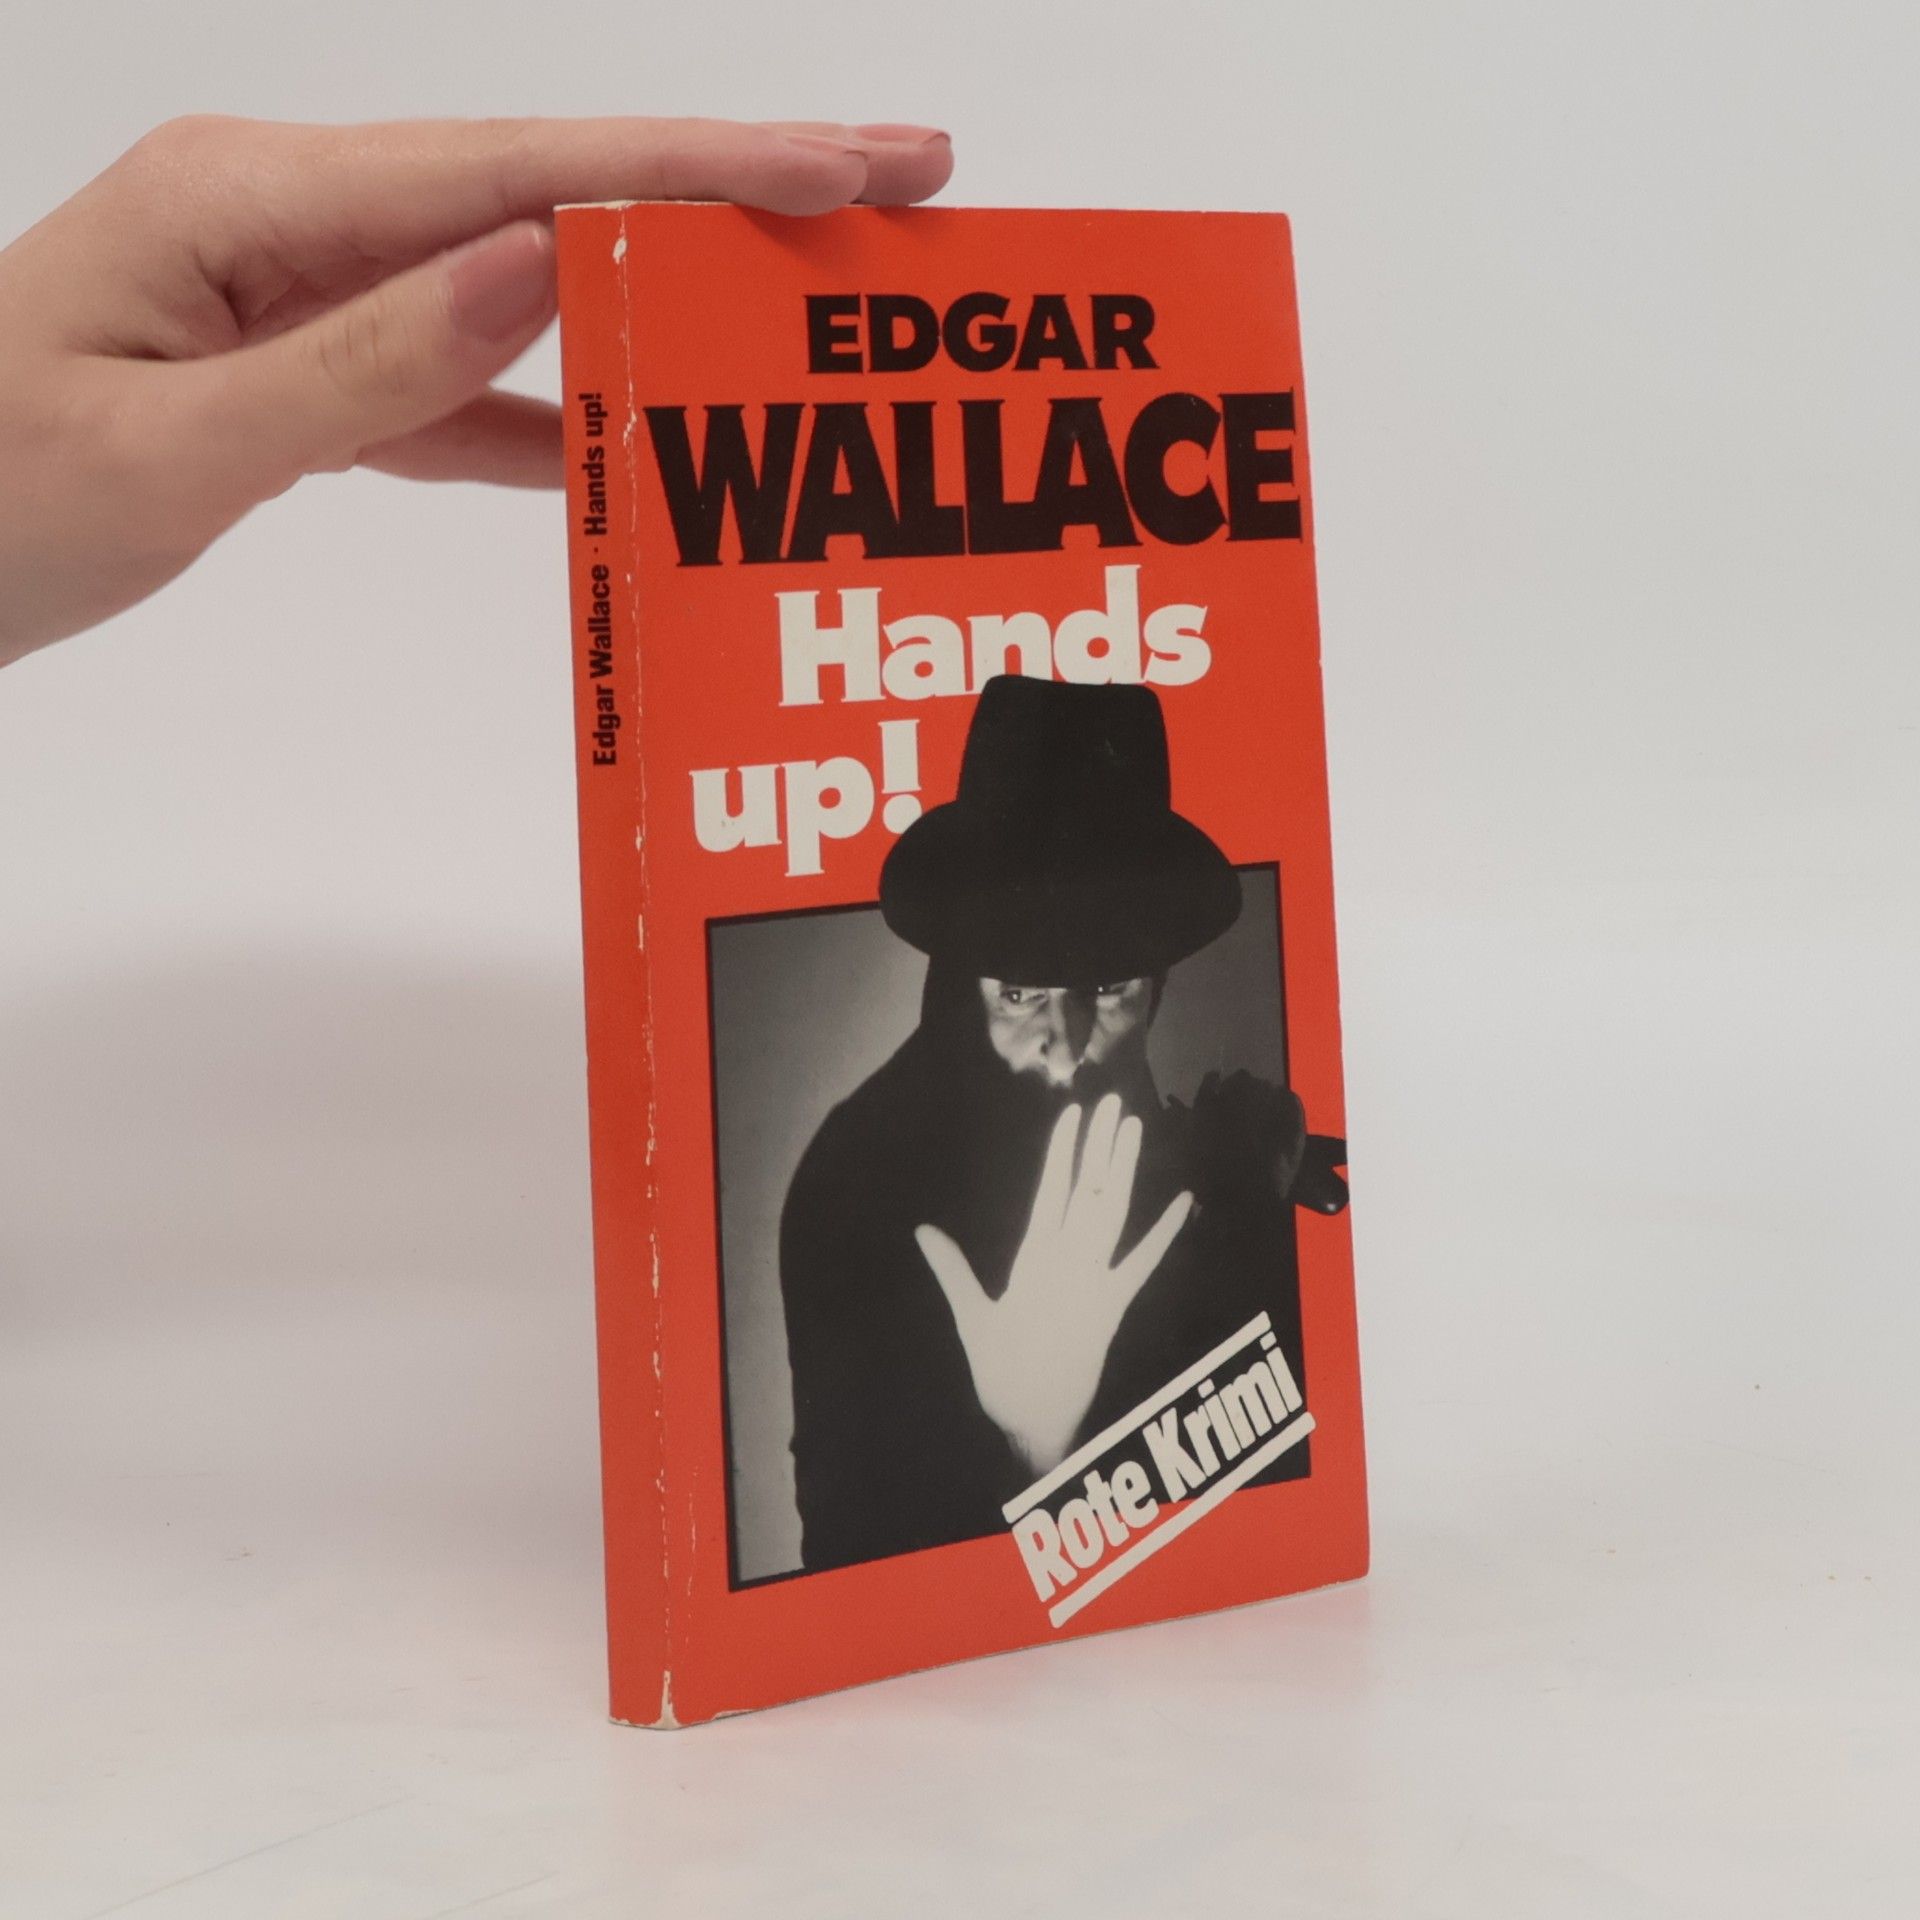 Edgar Wallace · Hands up!
EDGAR
WALLACE
Hands
up!
Rote Krimi